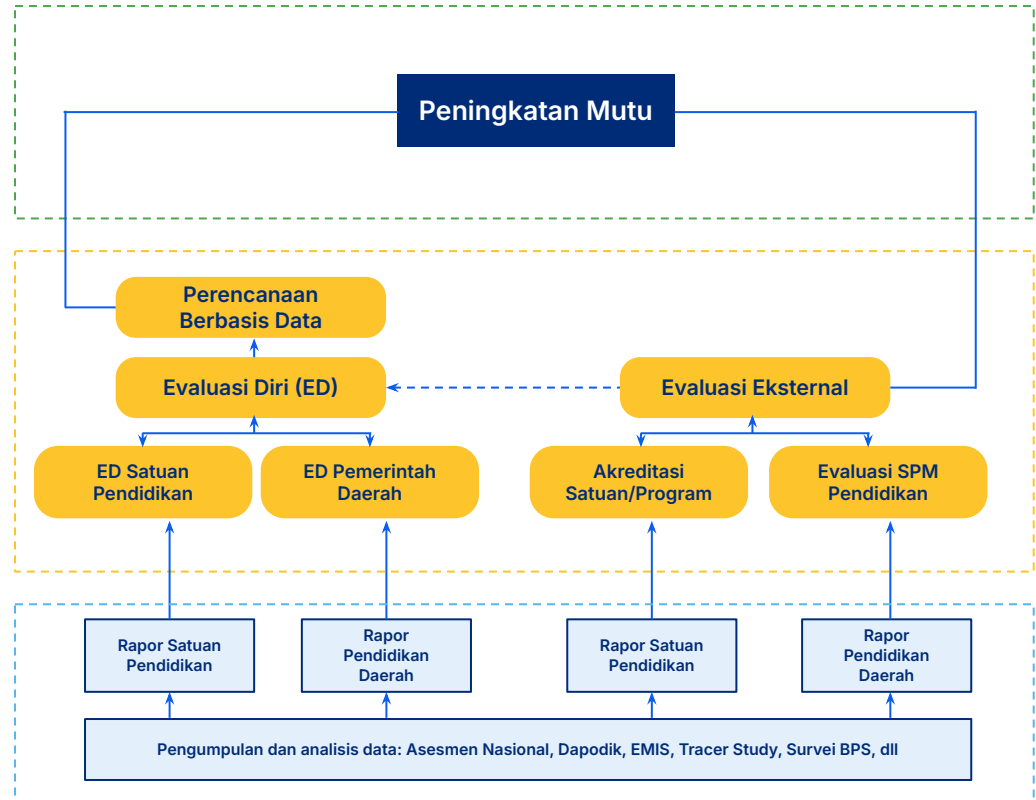 Peningkatan Mutu
Perencanaan
Berbasis Data
Evaluasi Diri (ED)
Evaluasi Eksternal
ED Satuan
Pendidikan
ED Pemerintah
Daerah
Akreditasi
Satuan/Program
Evaluasi SPM
Pendidikan
Rapor Satuan
Pendidikan
Rapor
Pendidikan
Daerah
Rapor Satuan
Pendidikan
Rapor
Pendidikan
Daerah
Pengumpulan dan analisis data: Asesmen Nasional, Dapodik, EMIS, Tracer Study, Survei BPS, dll